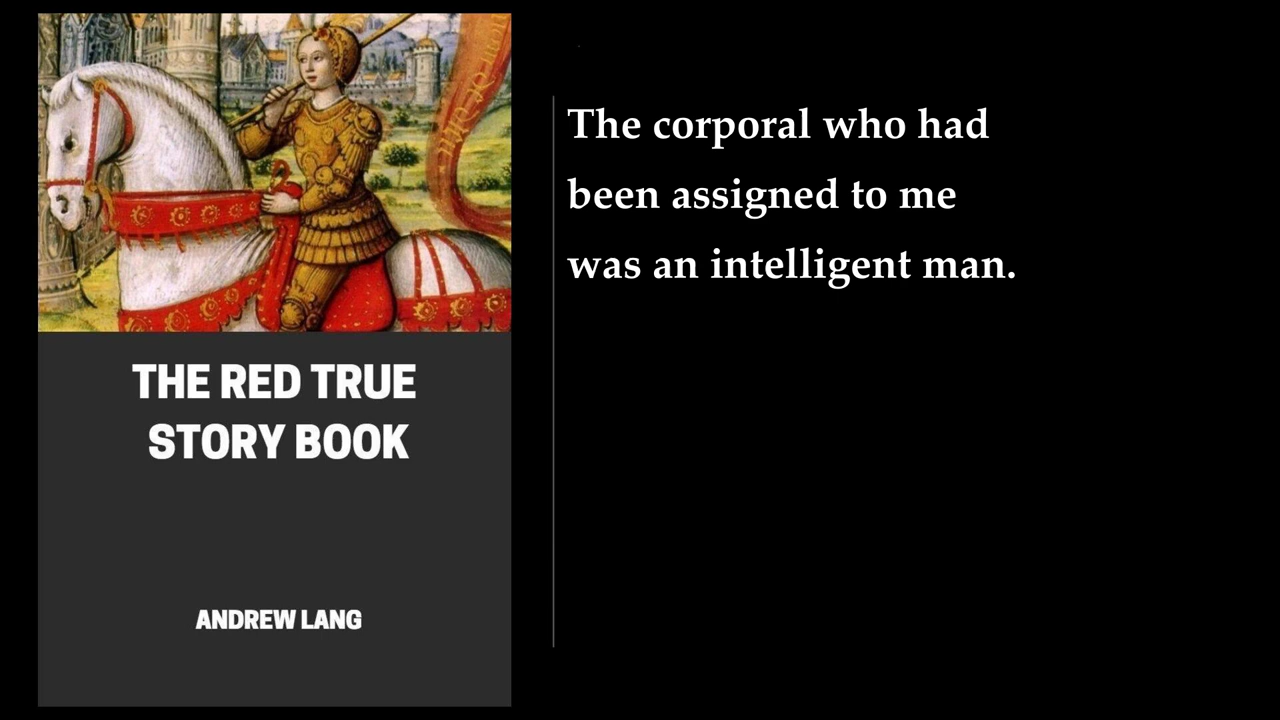 THE RED TRUE
STORY BOOK
ANDREW LANG
The corporal who had
been assigned to me
was an intelligent man.